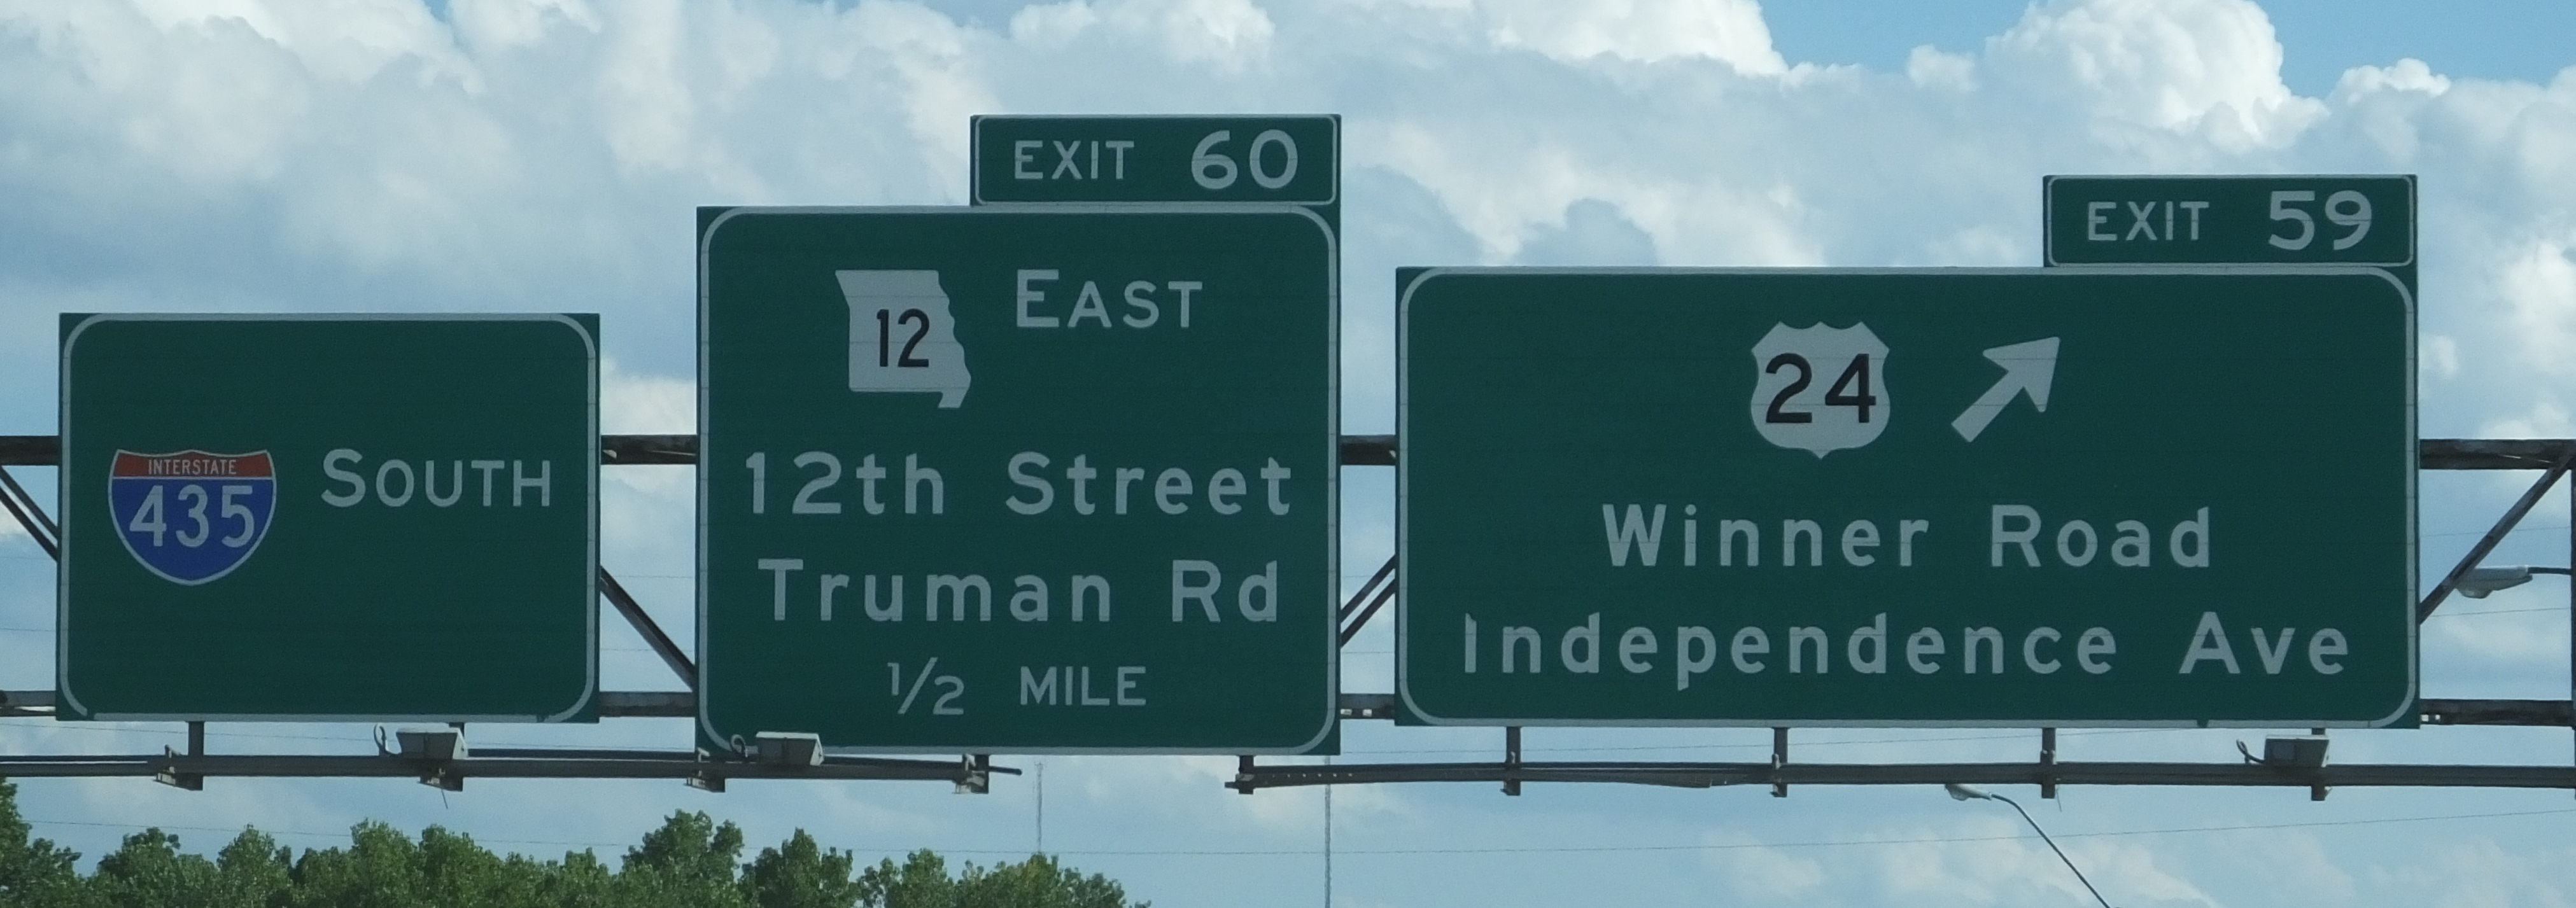 INTERSTATE
435 SOUTH
EXIT 60
12 EAST
12th Street
Truman Rd
1/2 MILE
EXIT 59
24
Winner Road
Independence Ave